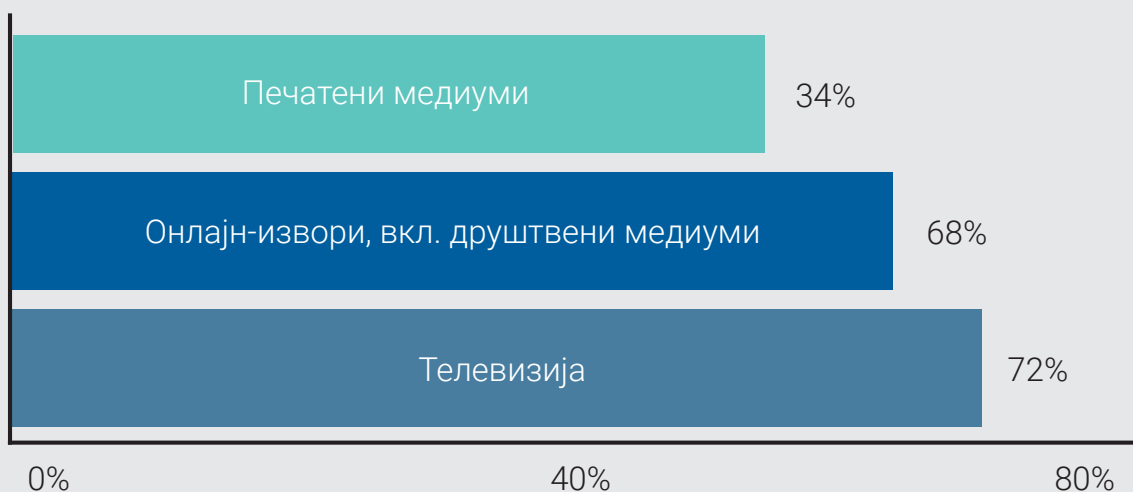 Печатени медиуми
34%
Онлајн-извори, вкл. друштвени медиуми
68%
Телевизија
72%
0% 40% 80%